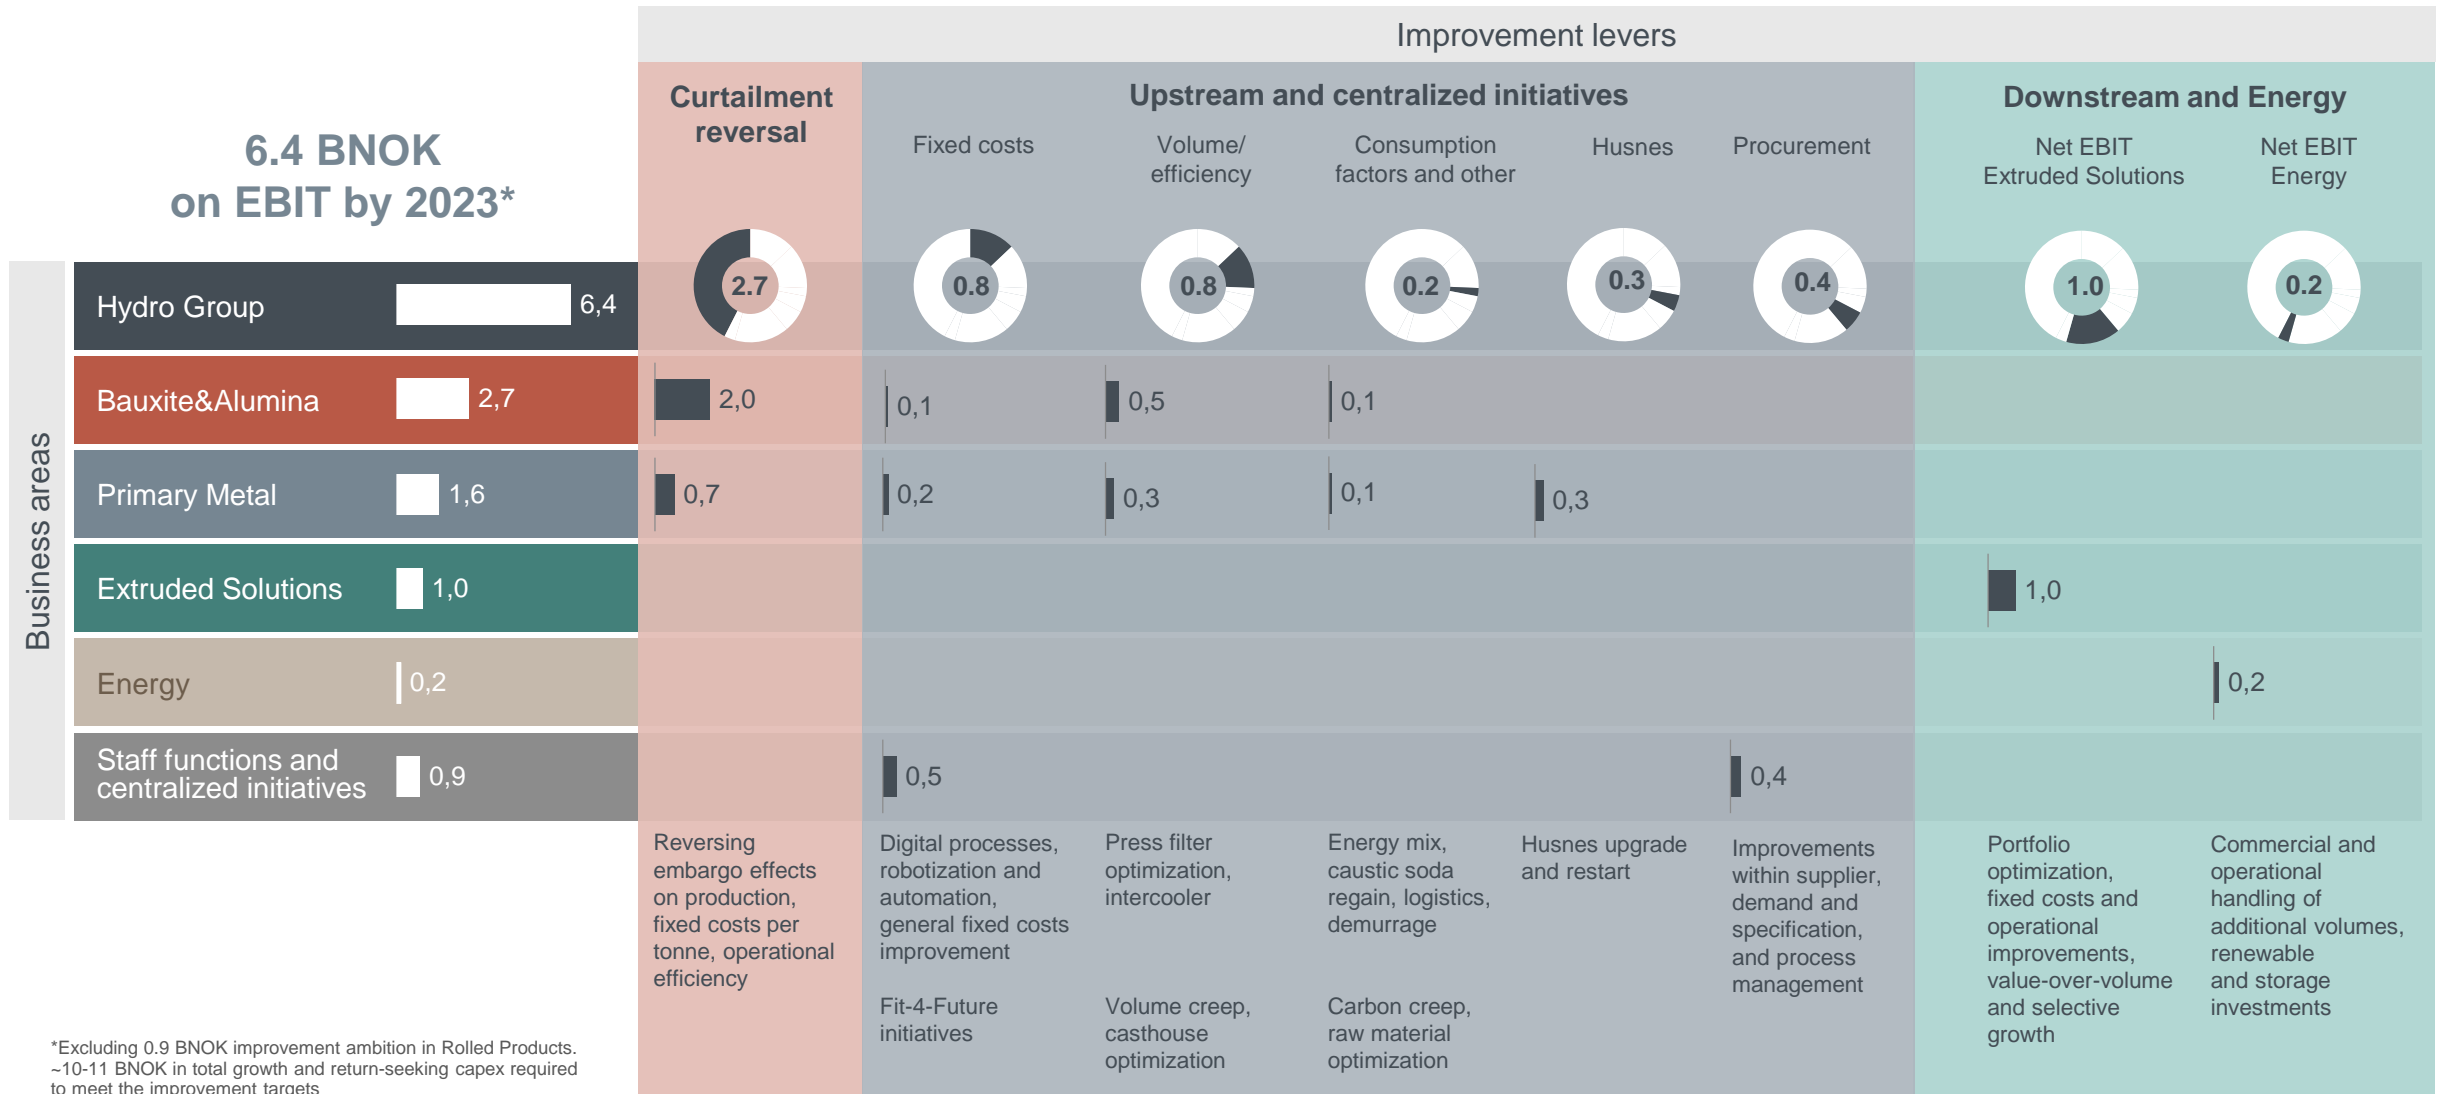 Improvement levers
6.4 BNOK
on EBIT by 2023*
Curtailment
reversal
Upstream and centralized initiatives
Fixed costs
Volume/
efficiency
Consumption
factors and other
Husnes
Procurement
Downstream and Energy
Net EBIT
Extruded Solutions
Net EBIT
Energy
Business areas
Hydro Group 6,4 2.7 0.8 0.8 0.2 0.3 0.4 1.0 0.2
Bauxite&Alumina 2,7 2,0 0,1 0,5 0,1
Primary Metal 1,6 0,7 0,2 0,3 0,1 0,3
Extruded Solutions 1,0 1,0
Energy 0,2 0,2
Staff functions and
centralized initiatives 0,9 0,5 0,4
Reversing
embargo effects
on production,
fixed costs per
tonne, operational
efficiency
Digital processes,
robotization and
automation,
general fixed costs
improvement
Fit-4-Future
initiatives
Press filter
optimization,
intercooler
Volume creep,
casthouse
optimization
Energy mix,
caustic soda
regain, logistics,
demurrage
Carbon creep,
raw material
optimization
Husnes upgrade
and restart
Improvements
within supplier,
demand and
specification,
and process
management
Portfolio
optimization,
fixed costs and
operational
improvements,
value-over-volume
and selective
growth
Commercial and
operational
handling of
additional volumes,
renewable
and storage
investments
*Excluding 0.9 BNOK improvement ambition in Rolled Products.
~10-11 BNOK in total growth and return-seeking capex required
to meet the improvement targets